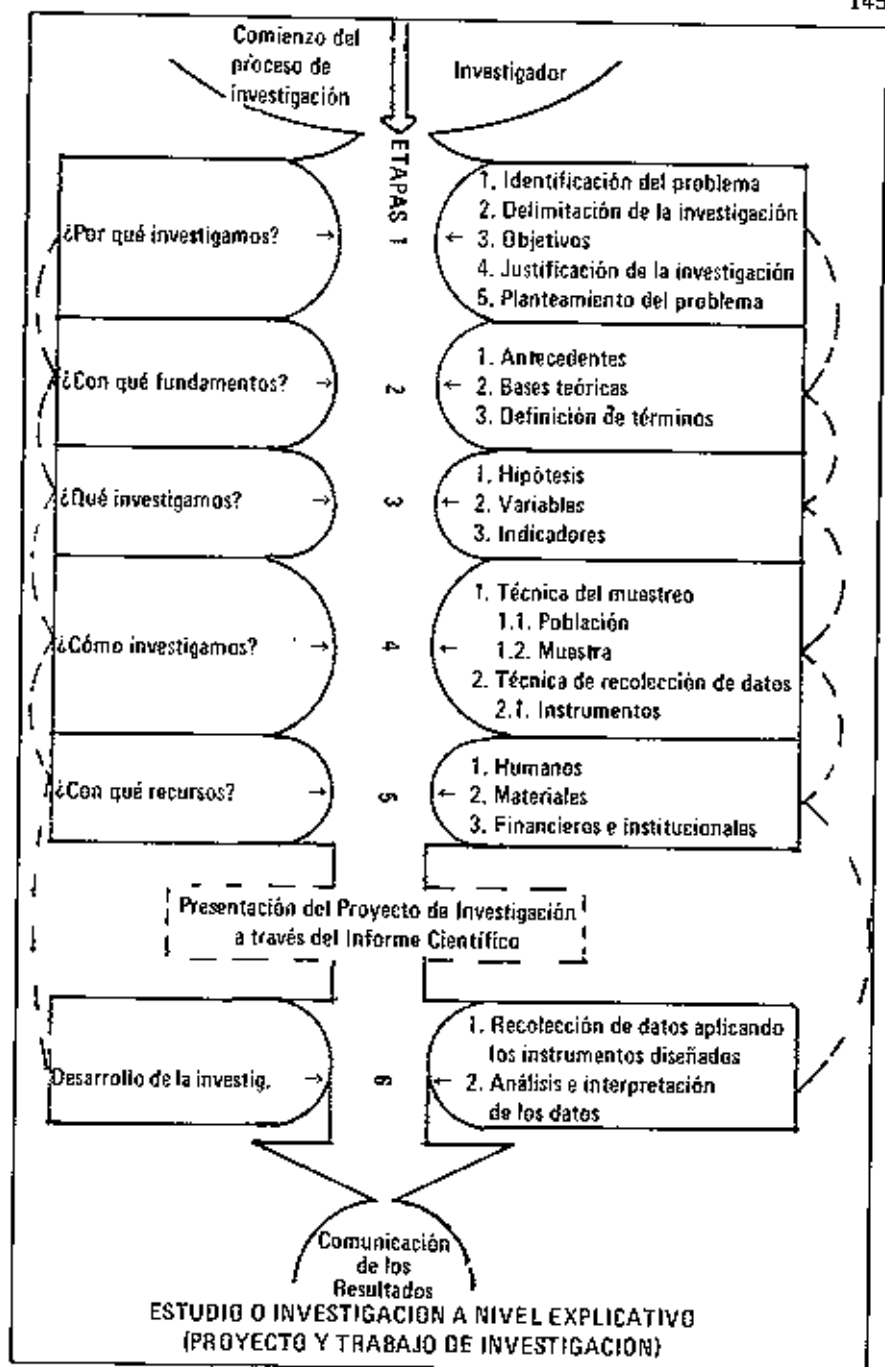 145
Comienzo del
proceso de
investigación
Investigador
ETAPAS 1
¿Por qué investigamos? →
1. Identificación del problema
2. Delimitación de la investigación
← 3. Objetivos
4. Justificación de la investigación
5. Planteamiento del problema
¿Con qué fundamentos? →
2
1. Antecedentes
← 2. Bases teóricas
3. Definición de términos
¿Qué investigamos? →
3
1. Hipótesis
← 2. Variables
3. Indicadores
¿Cómo investigamos? →
4
1. Técnica del muestreo
1.1. Población
← 1.2. Muestra
2. Técnica de recolección de datos
2.1. Instrumentos
¿Con qué recursos? →
5
1. Humanos
← 2. Materiales
3. Financieros e institucionales
Presentación del Proyecto de Investigación
a través del Informe Científico
Desarrollo de la investig. →
6
1. Recolección de datos aplicando
los instrumentos diseñados
← 2. Análisis e interpretación
de los datos
Comunicación
de los
Resultados
ESTUDIO O INVESTIGACION A NIVEL EXPLICATIVO
(PROYECTO Y TRABAJO DE INVESTIGACION)